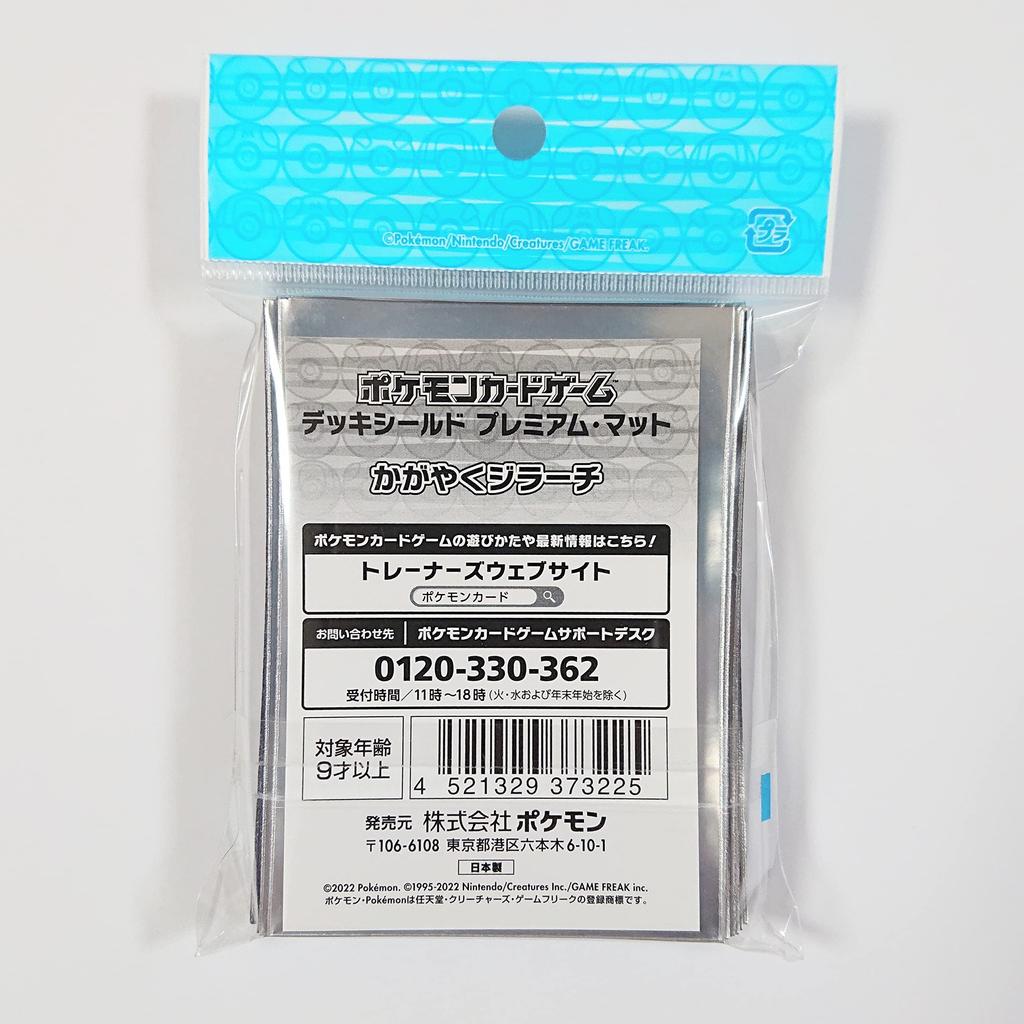 ©Pokémon/Nintendo/Creatures/GAME FREAK.
プラ
ポケモンカードゲーム™
デッキシールド プレミアム・マット
かがやくジラーチ
ポケモンカードゲームの遊びかたや最新情報はこちら!
トレーナーズウェブサイト
ポケモンカード
お問い合わせ先 ポケモンカードゲームサポートデスク
0120-330-362
受付時間/11時～18時(火・水および年末年始を除く)
対象年齢
9才以上
4 521329 373225
発売元 株式会社ポケモン
〒106-6108 東京都港区六本木6-10-1
日本製
©2022 Pokémon. ©1995-2022 Nintendo/Creatures Inc./GAME FREAK inc.
ポケモン・Pokémonは任天堂・クリーチャーズ・ゲームフリークの登録商標です。